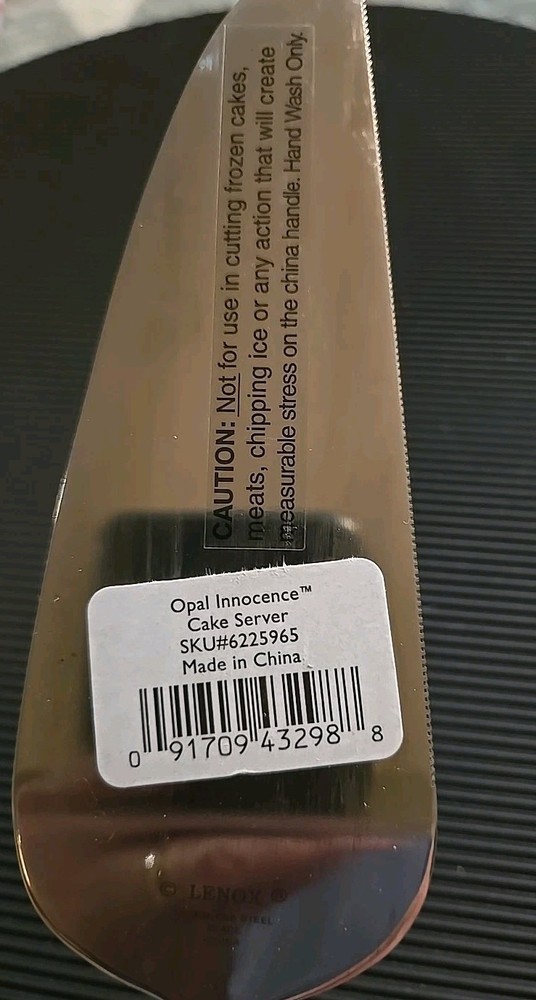 CAUTION: Not for use in cutting frozen cakes,
meats, chipping ice or any action that will create
measurable stress on the china handle. Hand Wash Only.
Opal Innocence™
Cake Server
SKU#6225965
Made in China
0 91709 43298 8
© LENOX ®